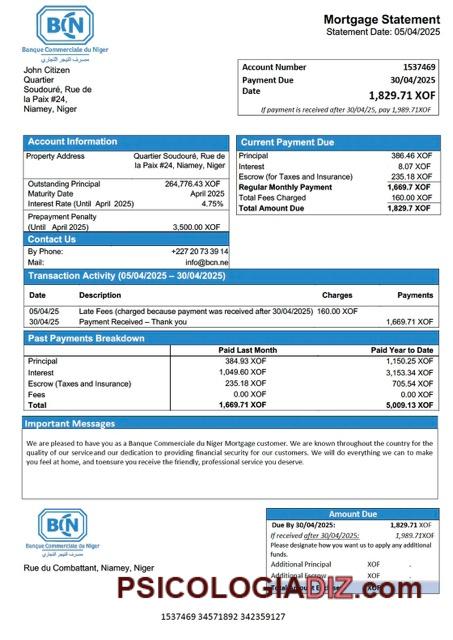 BCN
Banque Commerciale du Niger
Mortgage Statement
Statement Date: 05/04/2025
John Citizen
Quartier
Soudouré, Rue de
la Paix #24,
Niamey, Niger
Account Number 1537469
Payment Due 30/04/2025
Date
1,829.71 XOF
If payment is received after 30/04/25, pay 1,989.71XOF
Account Information
Property Address Quartier Soudouré, Rue de
la Paix #24, Niamey, Niger
Outstanding Principal 264,776.43 XOF
Maturity Date April 2025
Interest Rate (Until April 2025) 4.75%
Prepayment Penalty
(Until April 2025) 3,500.00 XOF
Contact Us
By Phone: +227 20 73 39 14
Mail: info@bcn.ne
Current Payment Due
Principal 386.46 XOF
Interest 8.07 XOF
Escrow (for Taxes and Insurance) 235.18 XOF
Regular Monthly Payment 1,669.7 XOF
Total Fees Charged 160.00 XOF
Total Amount Due 1,829.7 XOF
Transaction Activity (05/04/2025 – 30/04/2025)
Date Description Charges Payments
05/04/25 Late Fees (charged because payment was received after 30/04/2025) 160.00 XOF
30/04/25 Payment Received – Thank you 1,669.71 XOF
Past Payments Breakdown
Paid Last Month Paid Year to Date
Principal 384.93 XOF 1,150.25 XOF
Interest 1,049.60 XOF 3,153.34 XOF
Escrow (Taxes and Insurance) 235.18 XOF 705.54 XOF
Fees 0.00 XOF 0.00 XOF
Total 1,669.71 XOF 5,009.13 XOF
Important Messages
We are pleased to have you as a Banque Commerciale du Niger Mortgage customer. We are known throughout the country for the
quality of our serviceand our dedication to providing financial security for our customers. We will do everything we can to make
you feel at home, and toensure you receive the friendly, professional service you deserve.
BCN
Banque Commerciale du Niger
Rue du Combattant, Niamey, Niger
Amount Due
Due By 30/04/2025: 1,829.71 XOF
If received after 30/04/2025: 1,989.71XOF
Please designate how you want us to apply any additional
funds.
Additional Principal XOF -
Additional Escrow XOF -
PSICOLOGIADIZ.com
1537469 34571892 342359127